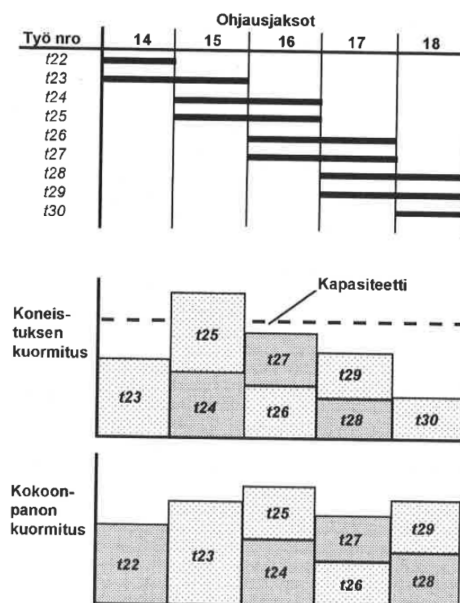 Ohjausjaksot
Työ nro 14 15 16 17 18
t22
t23
t24
t25
t26
t27
t28
t29
t30
Kapasiteetti
Koneis-
tuksen
kuormitus
t25
t27
t29
t23
t24
t26
t28
t30
Kokoon-
panon
kuormitus
t25
t27
t29
t22
t23
t24
t26
t28